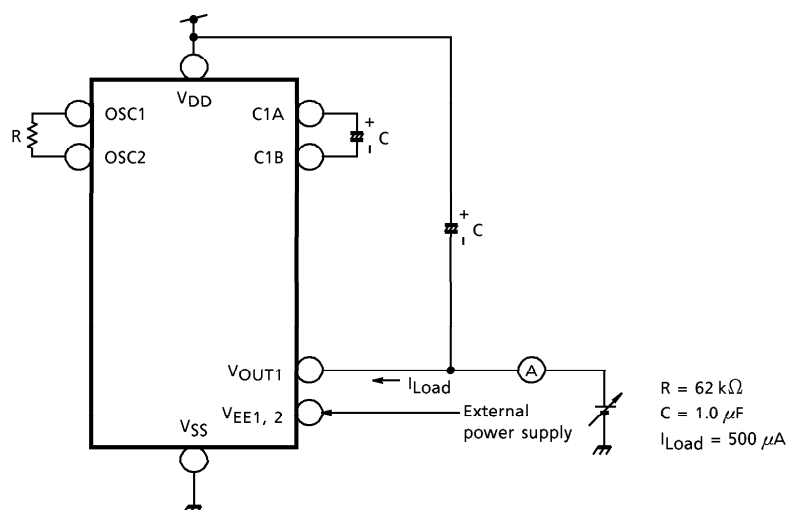 VDD
OSC1
C1A
+
R
C
OSC2
C1B
+
C
VOUT1
ILoad
A
VEE1, 2
External
power supply
VSS
R = 62 kΩ
C = 1.0 μF
ILoad = 500 μA